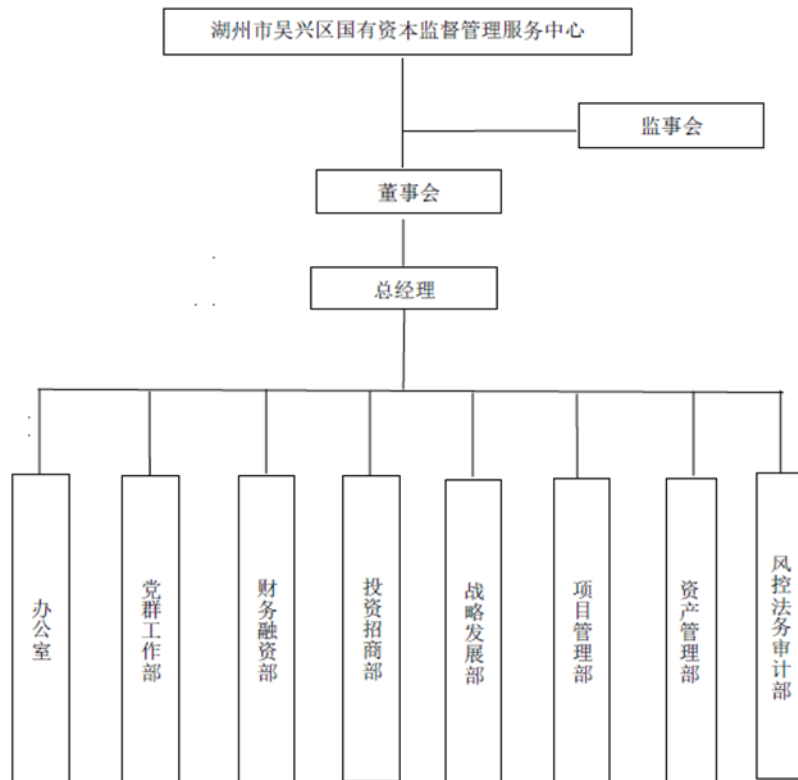 湖州市吴兴区国有资本监督管理服务中心
监事会
董事会
总经理
办公室
党群工作部
财务融资部
投资招商部
战略发展部
项目管理部
资产管理部
风控法务审计部